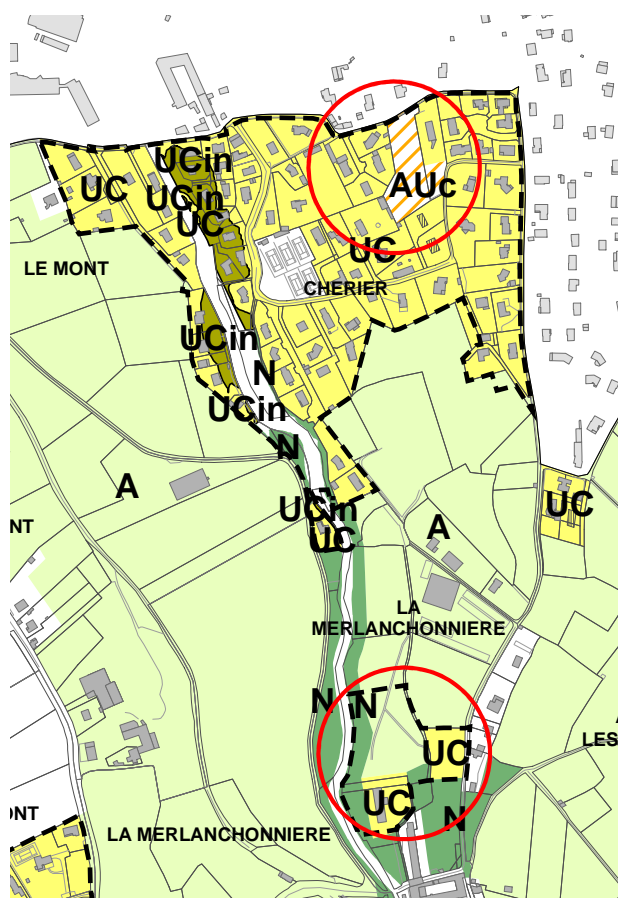 UCin
UC
UCin
UC
AUc
UC
LE MONT
CHERIER
UCin
N
UCin
N
A
UC
UCin
A
UC
NT
LA
MERLANCHONNIERE
N
N
UC
LES
UC
ONT
N
LA MERLANCHONNIERE